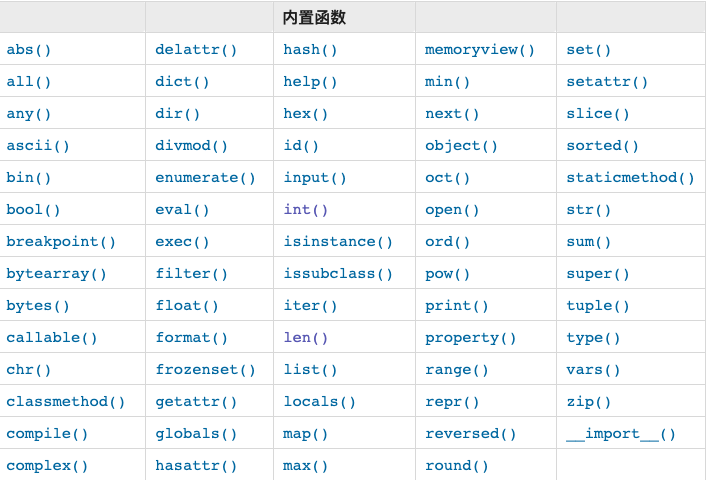 内置函数
abs() delattr() hash() memoryview() set()
all() dict() help() min() setattr()
any() dir() hex() next() slice()
ascii() divmod() id() object() sorted()
bin() enumerate() input() oct() staticmethod()
bool() eval() int() open() str()
breakpoint() exec() isinstance() ord() sum()
bytearray() filter() issubclass() pow() super()
bytes() float() iter() print() tuple()
callable() format() len() property() type()
chr() frozenset() list() range() vars()
classmethod() getattr() locals() repr() zip()
compile() globals() map() reversed() __import__()
complex() hasattr() max() round()